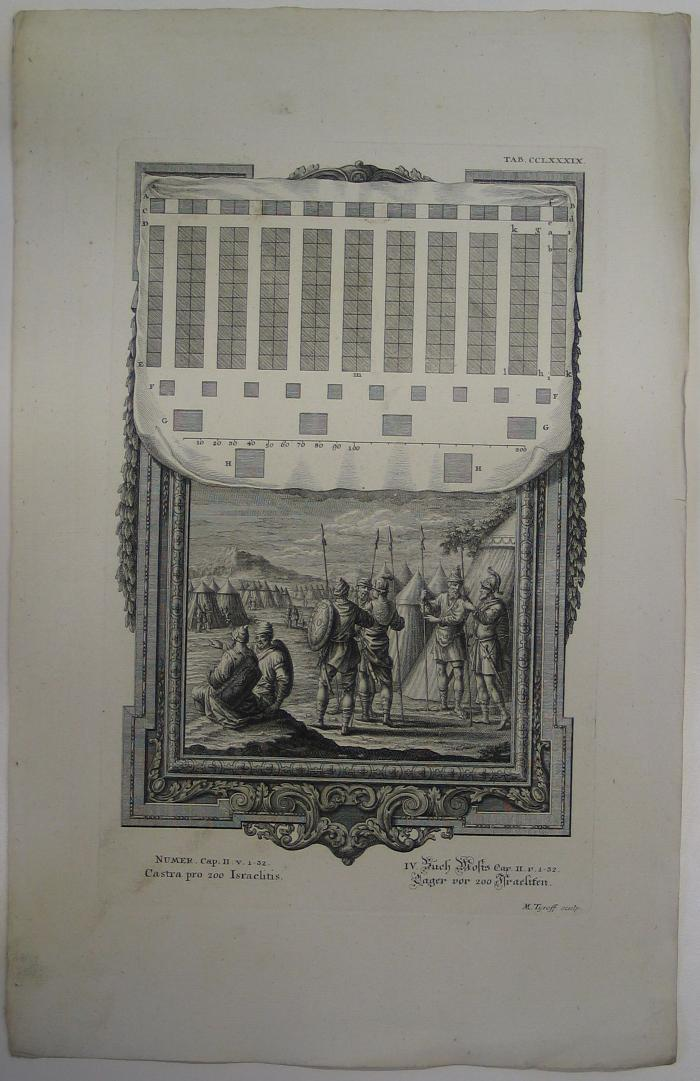 TAB. CCLXXXIX.
A
f
B
C
d
D
e
k g a i
b c
E
m
l h i k
F
F
G
G
10 20 30 40 50 60 70 80 90 100 200
H
H
NUMER. Cap. II. v. 1-32.
Castra pro 200 Israelitis.
IV. Buch Mosis Cap. II. v. 1-32.
Lager vor 200 Israeliten.
M. Tyroff sculp.